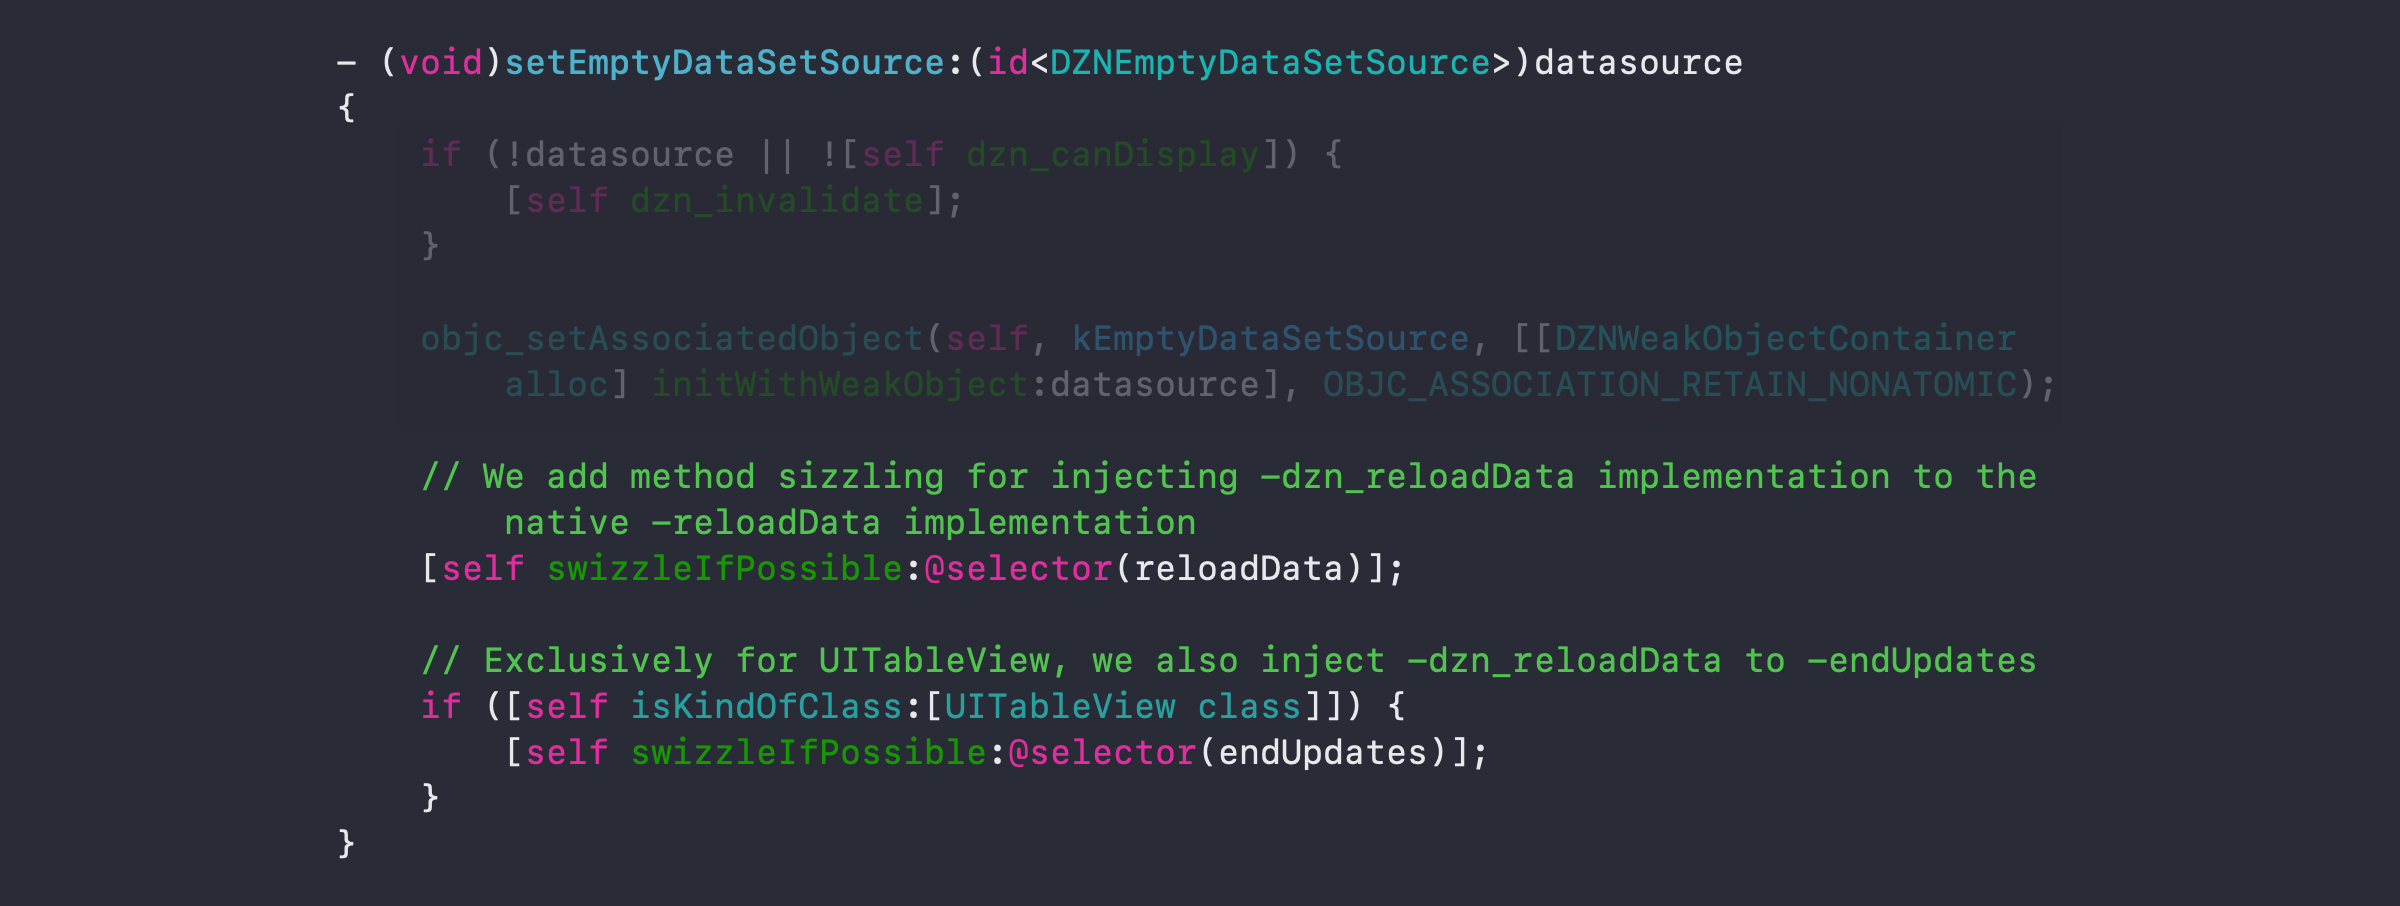 - (void)setEmptyDataSetSource:(id<DZNEmptyDataSetSource>)datasource
{
if (!datasource || ![self dzn_canDisplay]) {
[self dzn_invalidate];
}
objc_setAssociatedObject(self, kEmptyDataSetSource, [[DZNWeakObjectContainer
alloc] initWithWeakObject:datasource], OBJC_ASSOCIATION_RETAIN_NONATOMIC);
// We add method sizzling for injecting -dzn_reloadData implementation to the
native -reloadData implementation
[self swizzleIfPossible:@selector(reloadData)];
// Exclusively for UITableView, we also inject -dzn_reloadData to -endUpdates
if ([self isKindOfClass:[UITableView class]]) {
[self swizzleIfPossible:@selector(endUpdates)];
}
}